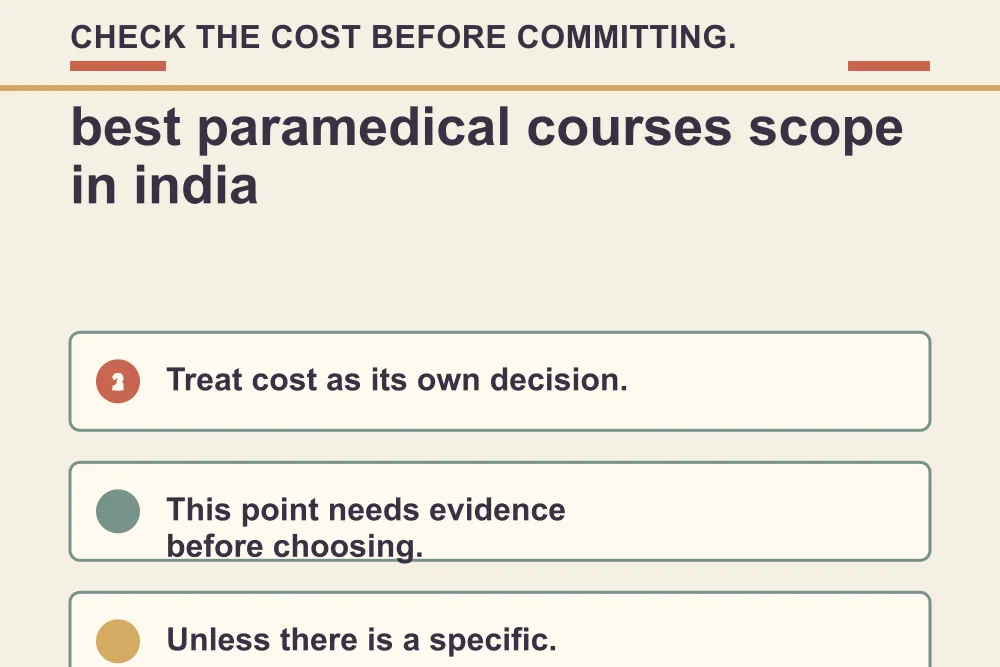 CHECK THE COST BEFORE COMMITTING.
best paramedical courses scope
in india
Treat cost as its own decision.
This point needs evidence
before choosing.
Unless there is a specific.